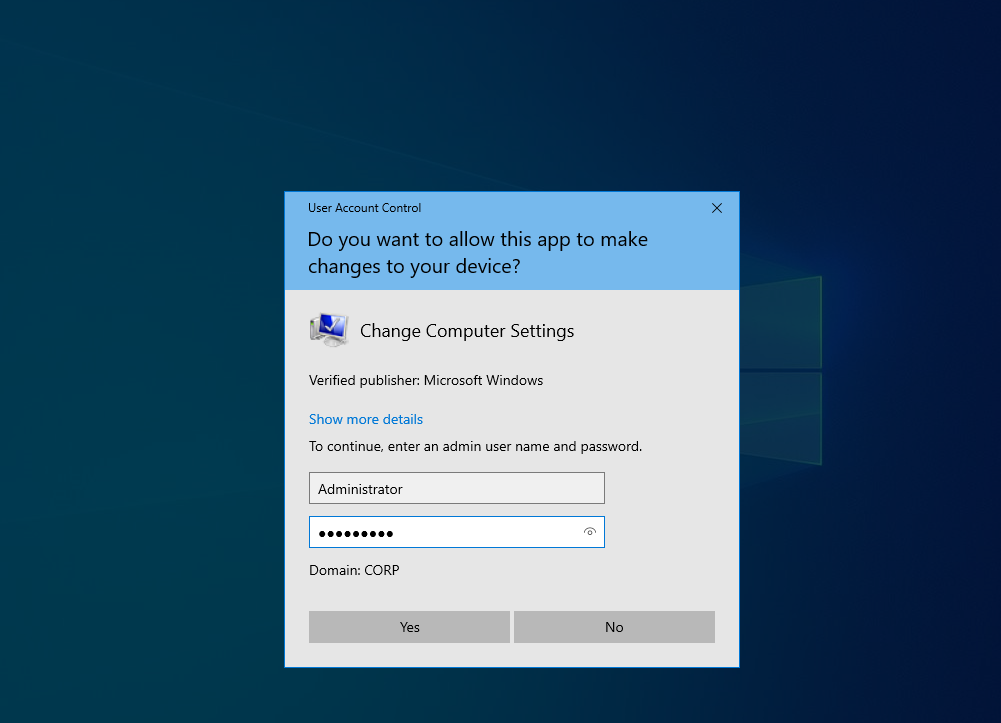 User Account Control
Do you want to allow this app to make
changes to your device?
Change Computer Settings
Verified publisher: Microsoft Windows
Show more details
To continue, enter an admin user name and password.
Administrator
●●●●●●●●●
Domain: CORP
Yes
No